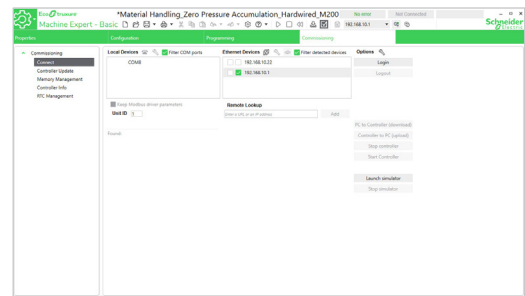 EcoStruxure
Machine Expert - Basic
*Material Handling_Zero Pressure Accumulation_Hardwired_M200
No error
Not Connected
192.168.10.1
Schneider
Electric
Properties
Configuration
Programming
Commissioning
Commissioning
Connect
Controller Update
Memory Management
Controller Info
RTC Management
Local Devices
Filter COM ports
COM8
Keep Modbus driver parameters
Unit ID
1
Found:
Ethernet Devices
Filter detected devices
192.168.10.22
192.168.10.1
Remote Lookup
Enter a URL or an IP address
Add
Options
Login
Logout
PC to Controller (download)
Controller to PC (upload)
Stop controller
Start Controller
Launch simulator
Stop simulator